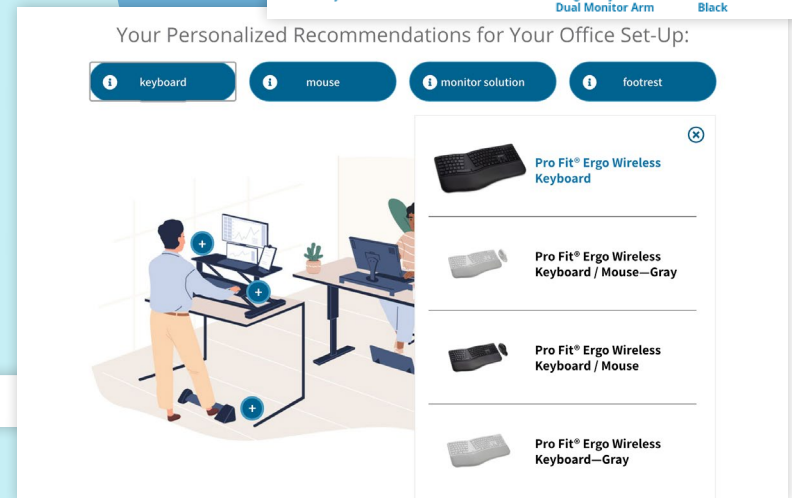 Dual Monitor Arm
Black
Your Personalized Recommendations for Your Office Set-Up:
keyboard
mouse
monitor solution
footrest
Pro Fit® Ergo Wireless
Keyboard
Pro Fit® Ergo Wireless
Keyboard / Mouse—Gray
Pro Fit® Ergo Wireless
Keyboard / Mouse
Pro Fit® Ergo Wireless
Keyboard—Gray